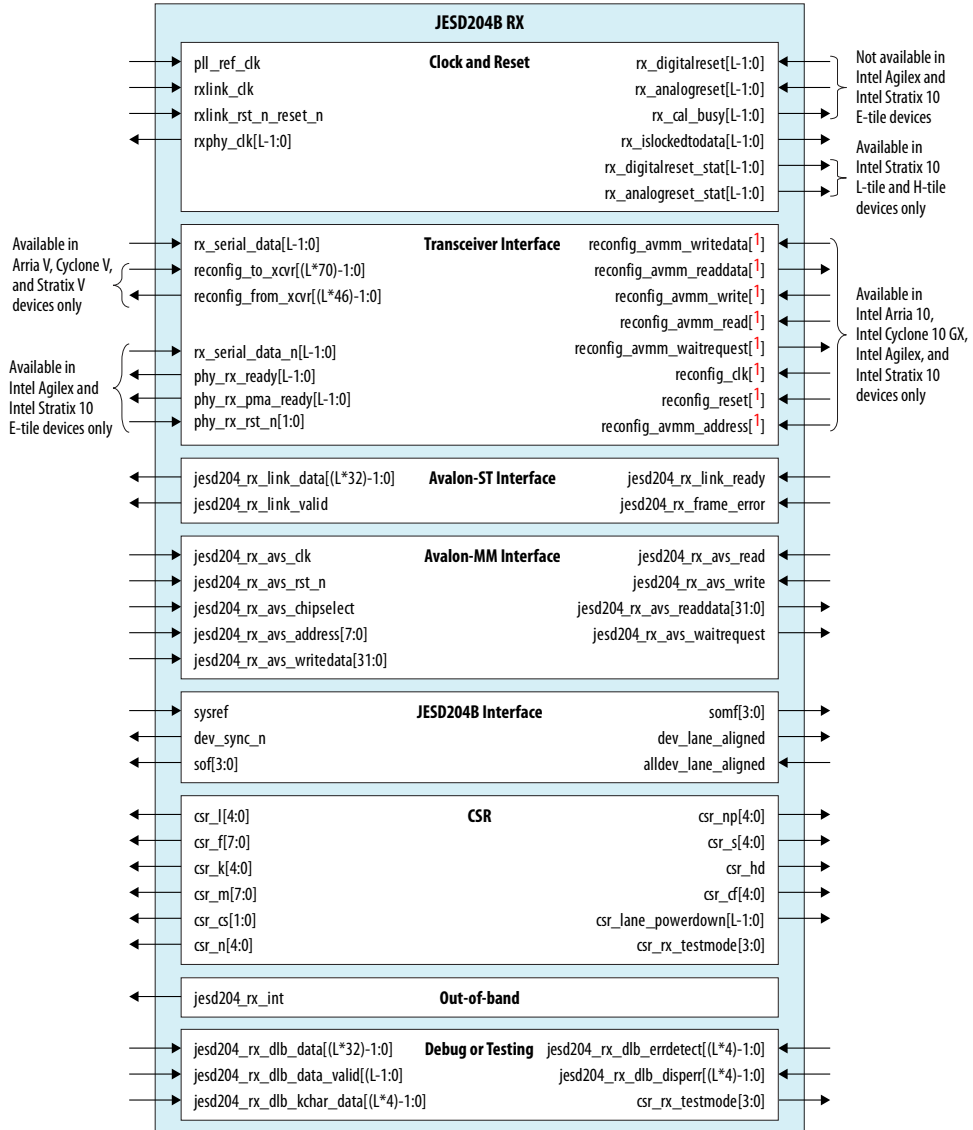 JESD204B RX
Clock and Reset
pll_ref_clk
rxlink_clk
rxlink_rst_n_reset_n
rxphy_clk[L-1:0]
rx_digitalreset[L-1:0]
rx_analogreset[L-1:0]
rx_cal_busy[L-1:0]
rx_islockedtodata[L-1:0]
rx_digitalreset_stat[L-1:0]
rx_analogreset_stat[L-1:0]
Not available in
Intel Agilex and
Intel Stratix 10
E-tile devices
Available in
Intel Stratix 10
L-tile and H-tile
devices only
Transceiver Interface
Available in
Arria V, Cyclone V,
and Stratix V
devices only
Available in
Intel Agilex and
Intel Stratix 10
E-tile devices only
rx_serial_data[L-1:0]
reconfig_to_xcvr[(L*70)-1:0]
reconfig_from_xcvr[(L*46)-1:0]
rx_serial_data_n[L-1:0]
phy_rx_ready[L-1:0]
phy_rx_pma_ready[L-1:0]
phy_rx_rst_n[1:0]
reconfig_avmm_writedata[1]
reconfig_avmm_readdata[1]
reconfig_avmm_write[1]
reconfig_avmm_read[1]
reconfig_avmm_waitrequest[1]
reconfig_clk[1]
reconfig_reset[1]
reconfig_avmm_address[1]
Available in
Intel Arria 10,
Intel Cyclone 10 GX,
Intel Agilex, and
Intel Stratix 10
devices only
Avalon-ST Interface
jesd204_rx_link_data[(L*32)-1:0]
jesd204_rx_link_valid
jesd204_rx_link_ready
jesd204_rx_frame_error
Avalon-MM Interface
jesd204_rx_avs_clk
jesd204_rx_avs_rst_n
jesd204_rx_avs_chipselect
jesd204_rx_avs_address[7:0]
jesd204_rx_avs_writedata[31:0]
jesd204_rx_avs_read
jesd204_rx_avs_write
jesd204_rx_avs_readdata[31:0]
jesd204_rx_avs_waitrequest
JESD204B Interface
sysref
dev_sync_n
sof[3:0]
somf[3:0]
dev_lane_aligned
alldev_lane_aligned
CSR
csr_l[4:0]
csr_f[7:0]
csr_k[4:0]
csr_m[7:0]
csr_cs[1:0]
csr_n[4:0]
csr_np[4:0]
csr_s[4:0]
csr_hd
csr_cf[4:0]
csr_lane_powerdown[L-1:0]
csr_rx_testmode[3:0]
Out-of-band
jesd204_rx_int
Debug or Testing
jesd204_rx_dlb_data[(L*32)-1:0]
jesd204_rx_dlb_data_valid[(L-1:0]
jesd204_rx_dlb_kchar_data[(L*4)-1:0]
jesd204_rx_dlb_errdetect[(L*4)-1:0]
jesd204_rx_dlb_disperr[(L*4)-1:0]
csr_rx_testmode[3:0]